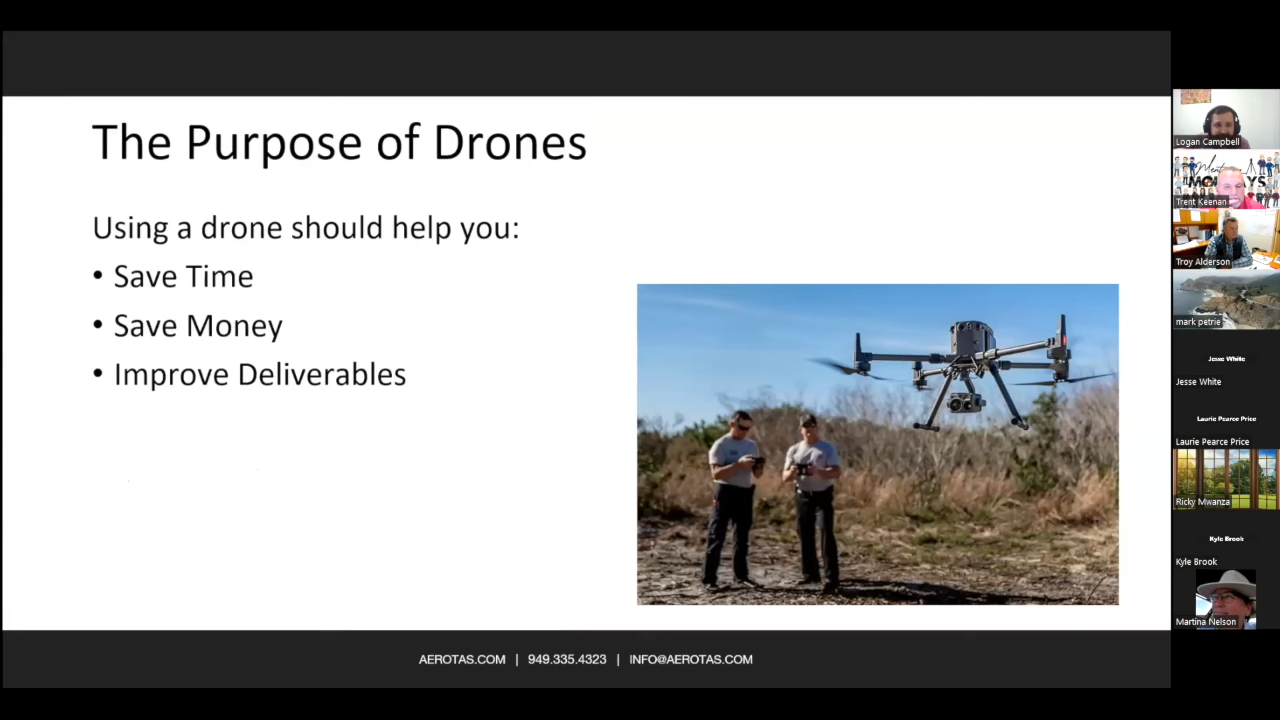 The Purpose of Drones
Using a drone should help you:
• Save Time
• Save Money
• Improve Deliverables
AEROTAS.COM | 949.335.4323 | INFO@AEROTAS.COM
Logan Campbell
Trent Keenan
Troy Alderson
mark petrie
Jesse White
Jesse White
Laurie Pearce Price
Laurie Pearce Price
Ricky Mwanza
Kyle Brook
Kyle Brook
Martina Nelson